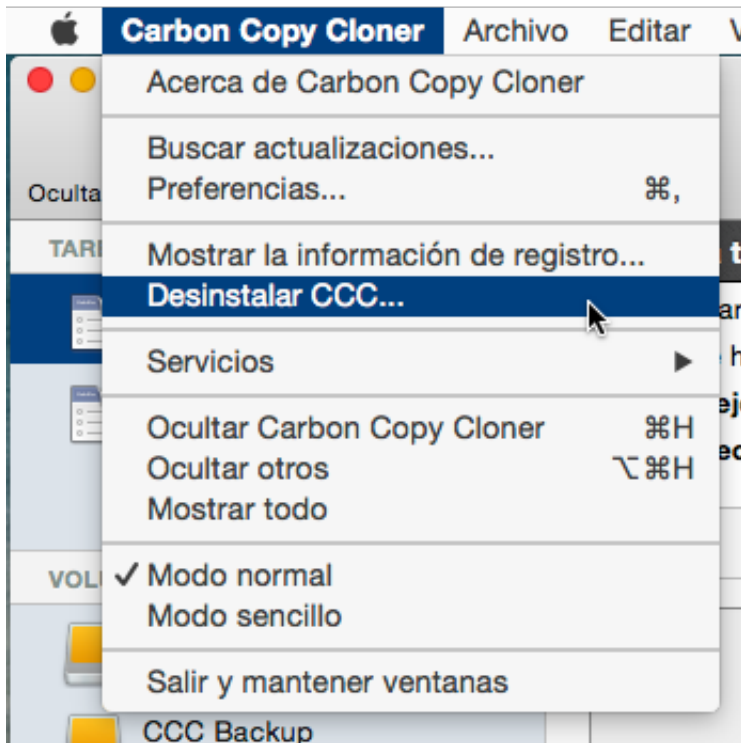 Carbon Copy Cloner Archivo Editar
Acerca de Carbon Copy Cloner
Buscar actualizaciones...
Preferencias... ⌘,
Mostrar la información de registro...
Desinstalar CCC...
Servicios ▶
Ocultar Carbon Copy Cloner ⌘H
Ocultar otros ⌥⌘H
Mostrar todo
✓ Modo normal
Modo sencillo
Salir y mantener ventanas
CCC Backup